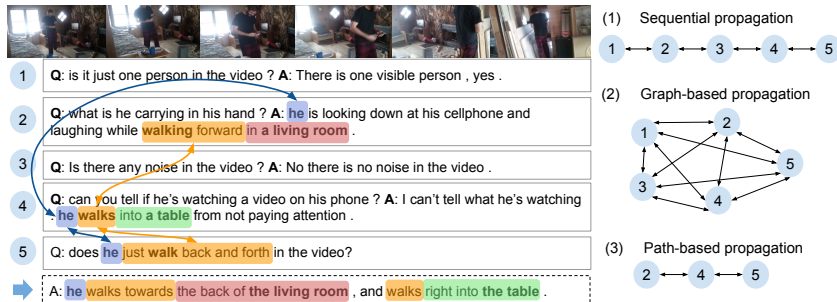 1
Q: is it just one person in the video ? A: There is one visible person , yes .
2
Q: what is he carrying in his hand ? A: he is looking down at his cellphone and
laughing while walking forward in a living room .
3
Q: Is there any noise in the video ? A: No there is no noise in the video .
4
Q: can you tell if he's watching a video on his phone ? A: I can't tell what he's watching
. he walks into a table from not paying attention .
5
Q: does he just walk back and forth in the video?
A: he walks towards the back of the living room , and walks right into the table .
(1) Sequential propagation
1 2 3 4 5
(2)
Graph-based propagation
2
1
5
3
4
(3) Path-based propagation
2 4 5